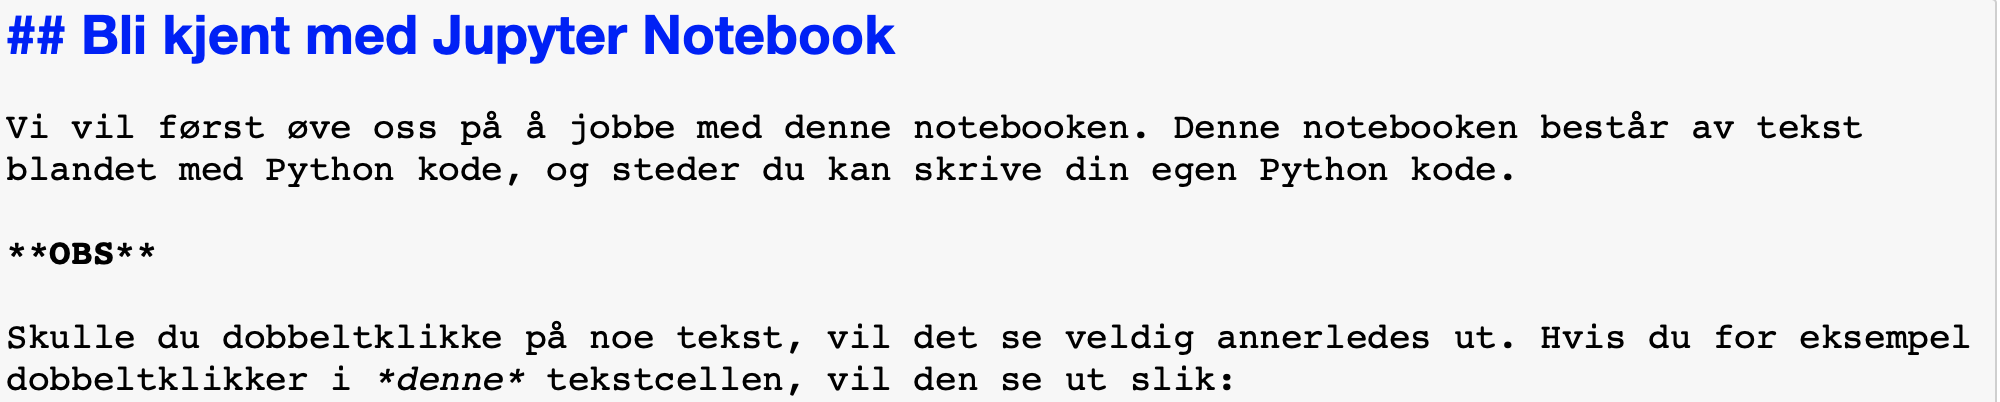 ## Bli kjent med Jupyter Notebook
Vi vil først øve oss på å jobbe med denne notebooken. Denne notebooken består av tekst
blandet med Python kode, og steder du kan skrive din egen Python kode.
**OBS**
Skulle du dobbeltklikke på noe tekst, vil det se veldig annerledes ut. Hvis du for eksempel
dobbeltklikker i *denne* tekstcellen, vil den se ut slik: